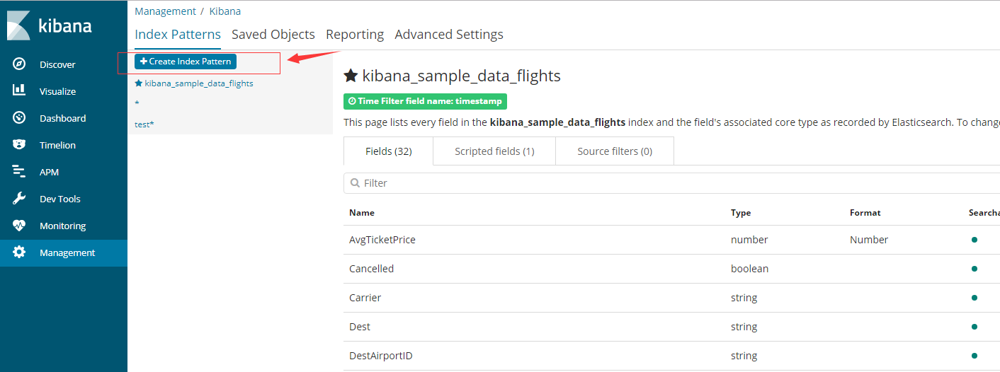 Management / Kibana
kibana
Index Patterns Saved Objects Reporting Advanced Settings
Discover
Visualize
Dashboard
Timelion
APM
Dev Tools
Monitoring
Management
Create Index Pattern
kibana_sample_data_flights
*
test*
kibana_sample_data_flights
Time Filter field name: timestamp
This page lists every field in the kibana_sample_data_flights index and the field's associated core type as recorded by Elasticsearch. To change
Fields (32) Scripted fields (1) Source filters (0)
Filter
Name Type Format Searcha
AvgTicketPrice number Number
Cancelled boolean
Carrier string
Dest string
DestAirportID string